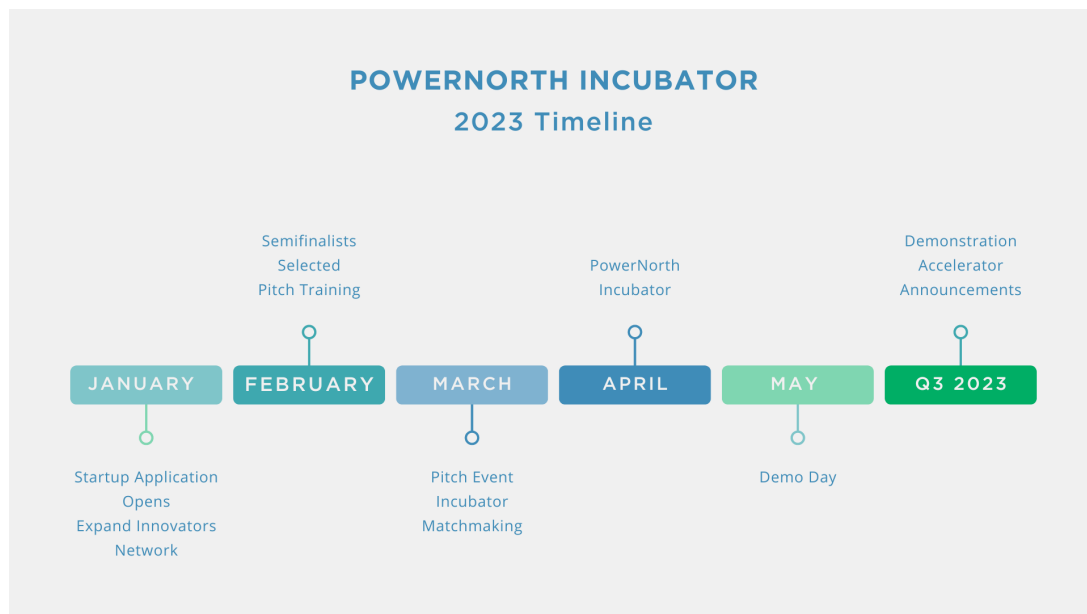 POWERNORTH INCUBATOR
2023 Timeline
Semifinalists
Selected
Pitch Training
PowerNorth
Incubator
Demonstration
Accelerator
Announcements
JANUARY
FEBRUARY
MARCH
APRIL
MAY
Q3 2023
Startup Application
Opens
Expand Innovators
Network
Pitch Event
Incubator
Matchmaking
Demo Day